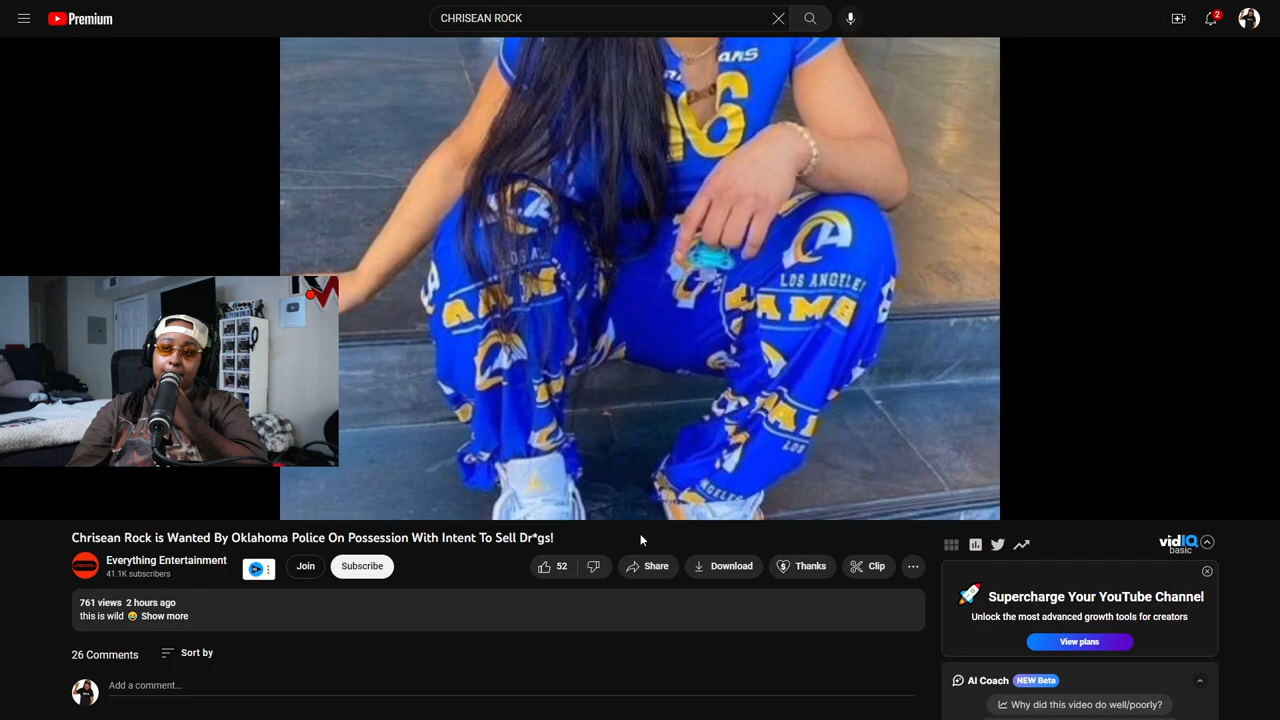 Premium
CHRISEAN ROCK
2
RAMS
16
LOS ANGELES
RAMS
Chrisean Rock is Wanted By Oklahoma Police On Possession With Intent To Sell Dr*gs!
Everything Entertainment
41.1K subscribers
Join
Subscribe
52
Share
Download
Thanks
Clip
761 views 2 hours ago
this is wild 😂 Show more
26 Comments
Sort by
Add a comment...
vidIQ
basic
Supercharge Your YouTube Channel
Unlock the most advanced growth tools for creators
View plans
AI Coach NEW Beta
Why did this video do well/poorly?